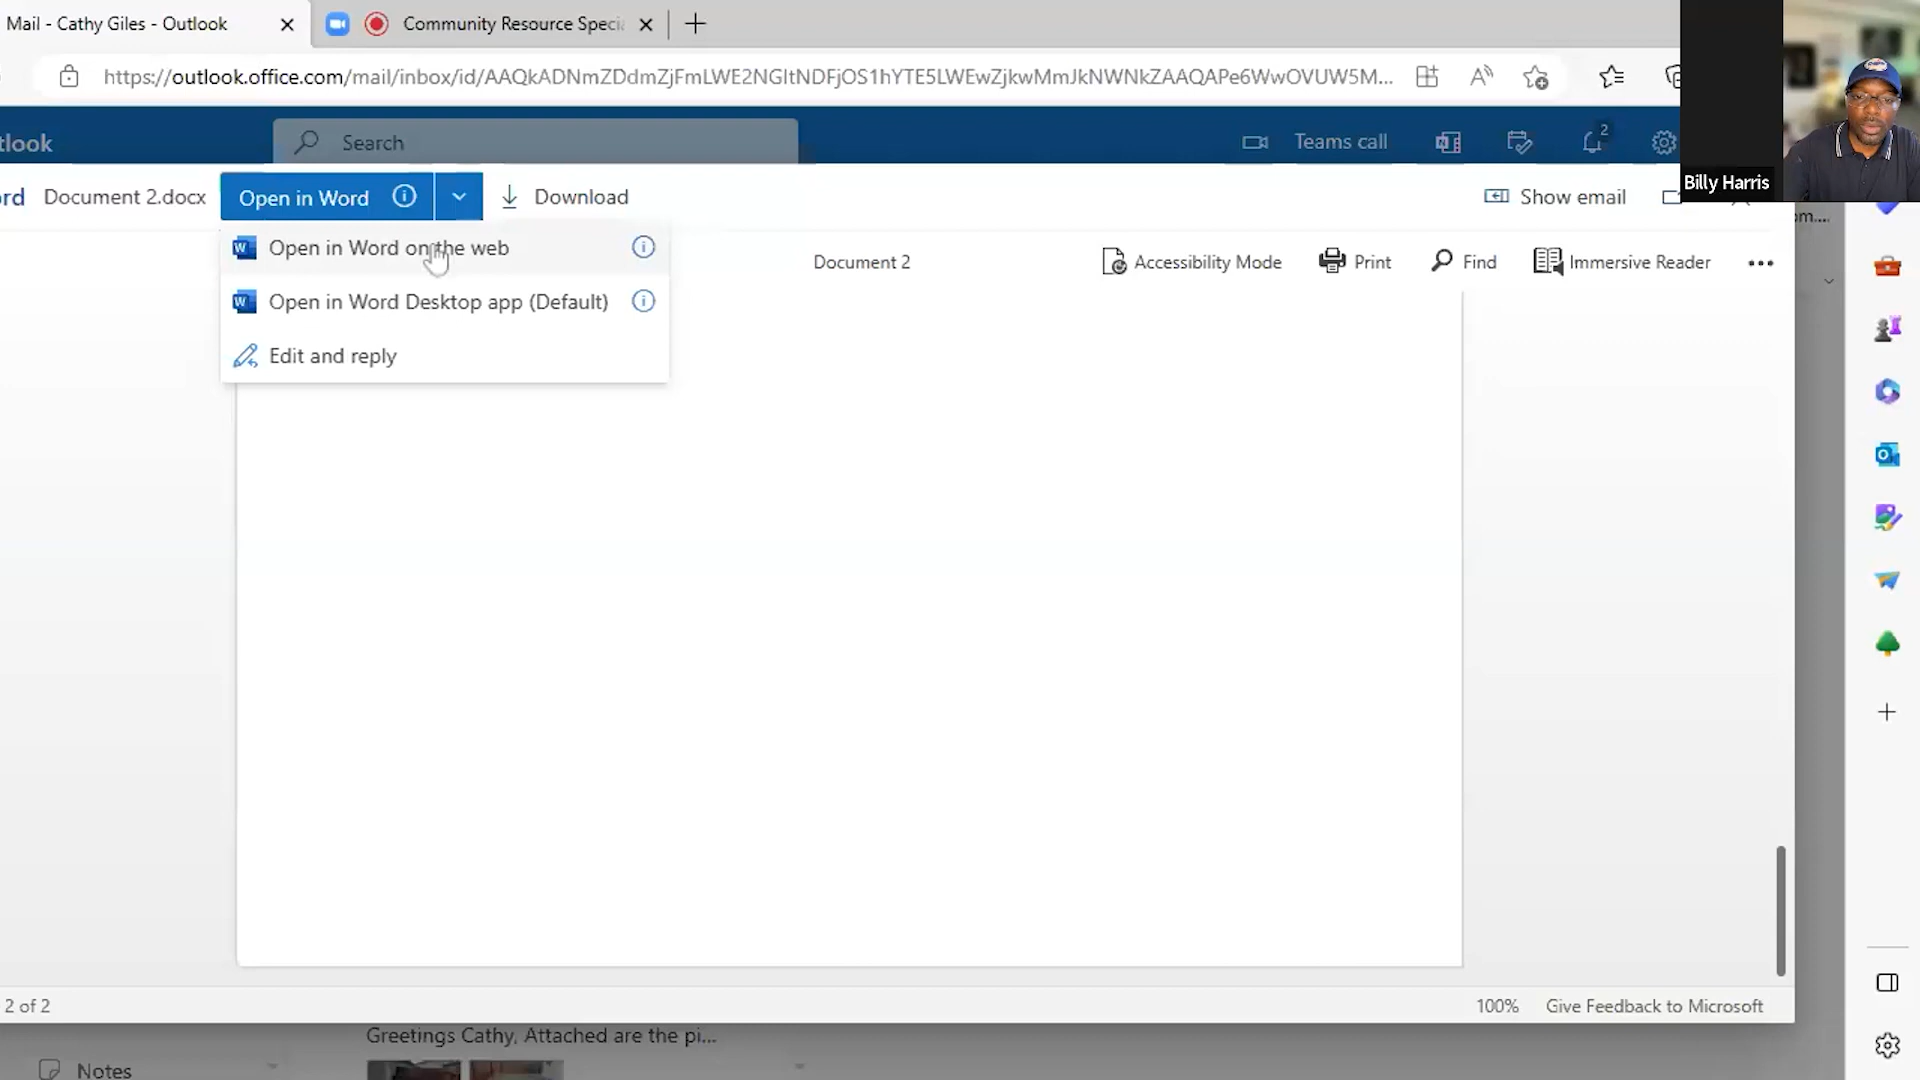 Mail - Cathy Giles - Outlook
Community Resource Speci
https://outlook.office.com/mail/inbox/id/AAQkADNmZDdmZjFmLWE2NGItNDFjOS1hYTE5LWEwZjkwMmJkNWNkZAAQAPe6WwOVUW5M...
tlook
Search
Teams call
2
Billy Harris
rd
Document 2.docx
Open in Word
Download
Show email
om....
Open in Word on the web
Open in Word Desktop app (Default)
Edit and reply
Document 2
Accessibility Mode
Print
Find
Immersive Reader
2 of 2
100%
Give Feedback to Microsoft
Greetings Cathy, Attached are the pi...
Notes